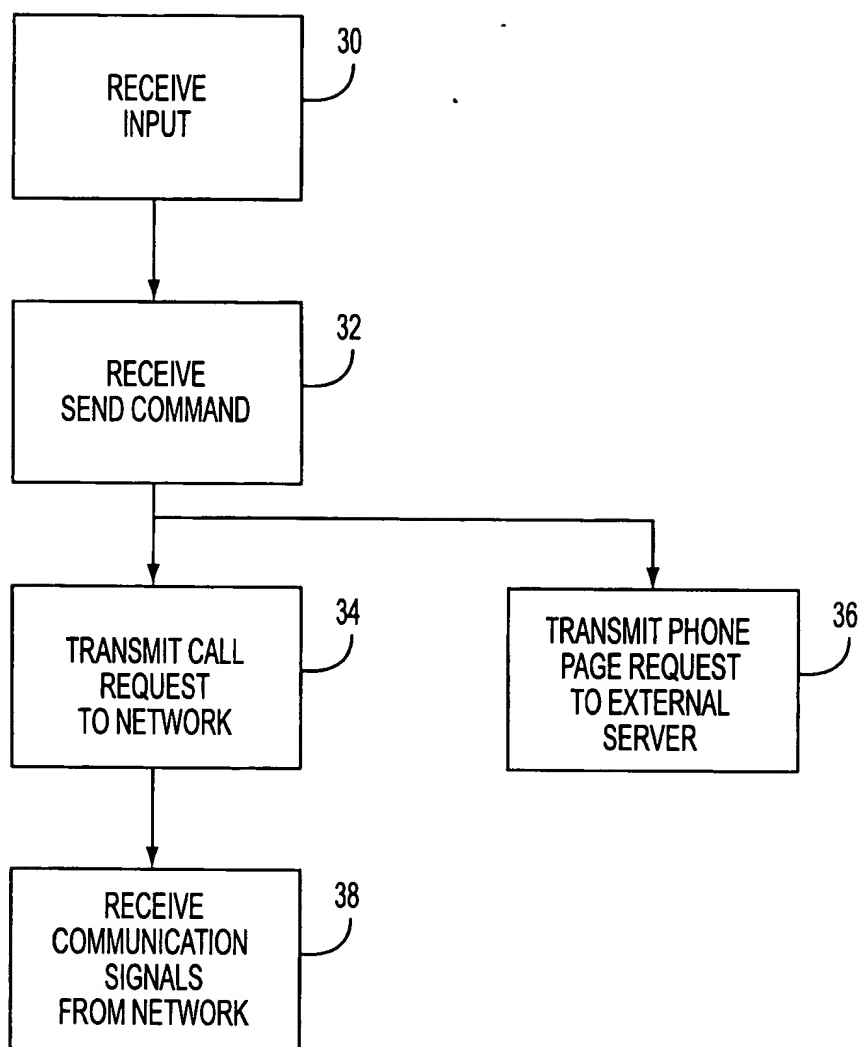 30
RECEIVE
INPUT
32
RECEIVE
SEND COMMAND
34
TRANSMIT CALL
REQUEST
TO NETWORK
36
TRANSMIT PHONE
PAGE REQUEST
TO EXTERNAL
SERVER
38
RECEIVE
COMMUNICATION
SIGNALS
FROM NETWORK